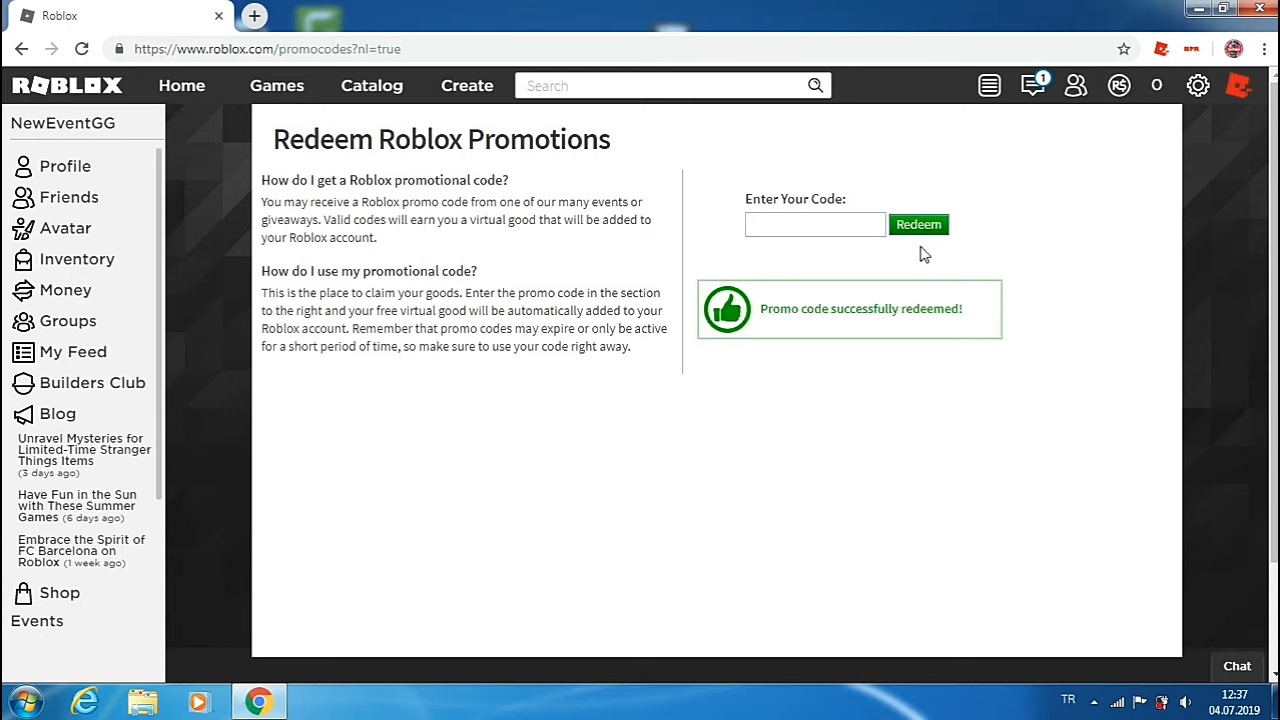 Roblox
https://www.roblox.com/promocodes?nl=true
ROBLOX
Home
Games
Catalog
Create
Search
1
R$
0
NewEventGG
Profile
Friends
Avatar
Inventory
Money
Groups
My Feed
Builders Club
Blog
Unravel Mysteries for
Limited-Time Stranger
Things Items
(3 days ago)
Have Fun in the Sun
with These Summer
Games (6 days ago)
Embrace the Spirit of
FC Barcelona on
Roblox (1 week ago)
Shop
Events
Redeem Roblox Promotions
How do I get a Roblox promotional code?
You may receive a Roblox promo code from one of our many events or
giveaways. Valid codes will earn you a virtual good that will be added to
your Roblox account.
How do I use my promotional code?
This is the place to claim your goods. Enter the promo code in the section
to the right and your free virtual good will be automatically added to your
Roblox account. Remember that promo codes may expire or only be active
for a short period of time, so make sure to use your code right away.
Enter Your Code:
Redeem
Promo code successfully redeemed!
Chat
TR
12:37
04.07.2019